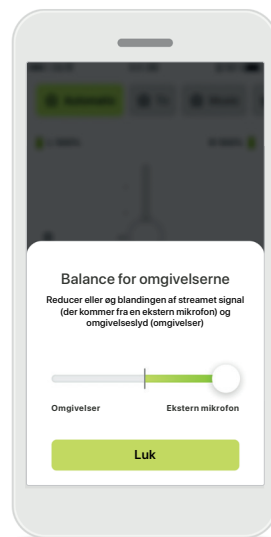 Balance for omgivelserne
Reducer eller øg blandingen af streamet signal
(der kommer fra en ekstern mikrofon) og
omgivelseslyd (omgivelser)
Omgivelser Ekstern mikrofon
Luk